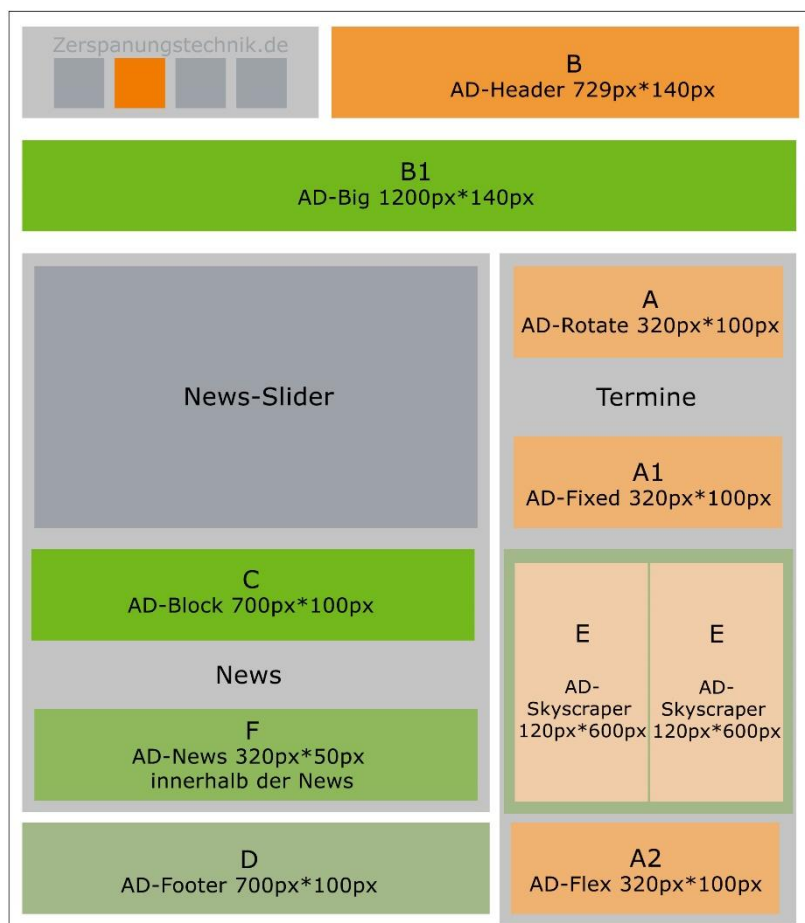 Zerspanungstechnik.de
B
AD-Header 729px*140px
B1
AD-Big 1200px*140px
News-Slider
C
AD-Block 700px*100px
News
F
AD-News 320px*50px
innerhalb der News
D
AD-Footer 700px*100px
A
AD-Rotate 320px*100px
Termine
A1
AD-Fixed 320px*100px
E
AD-
Skyscraper
120px*600px
E
AD-
Skyscraper
120px*600px
A2
AD-Flex 320px*100px